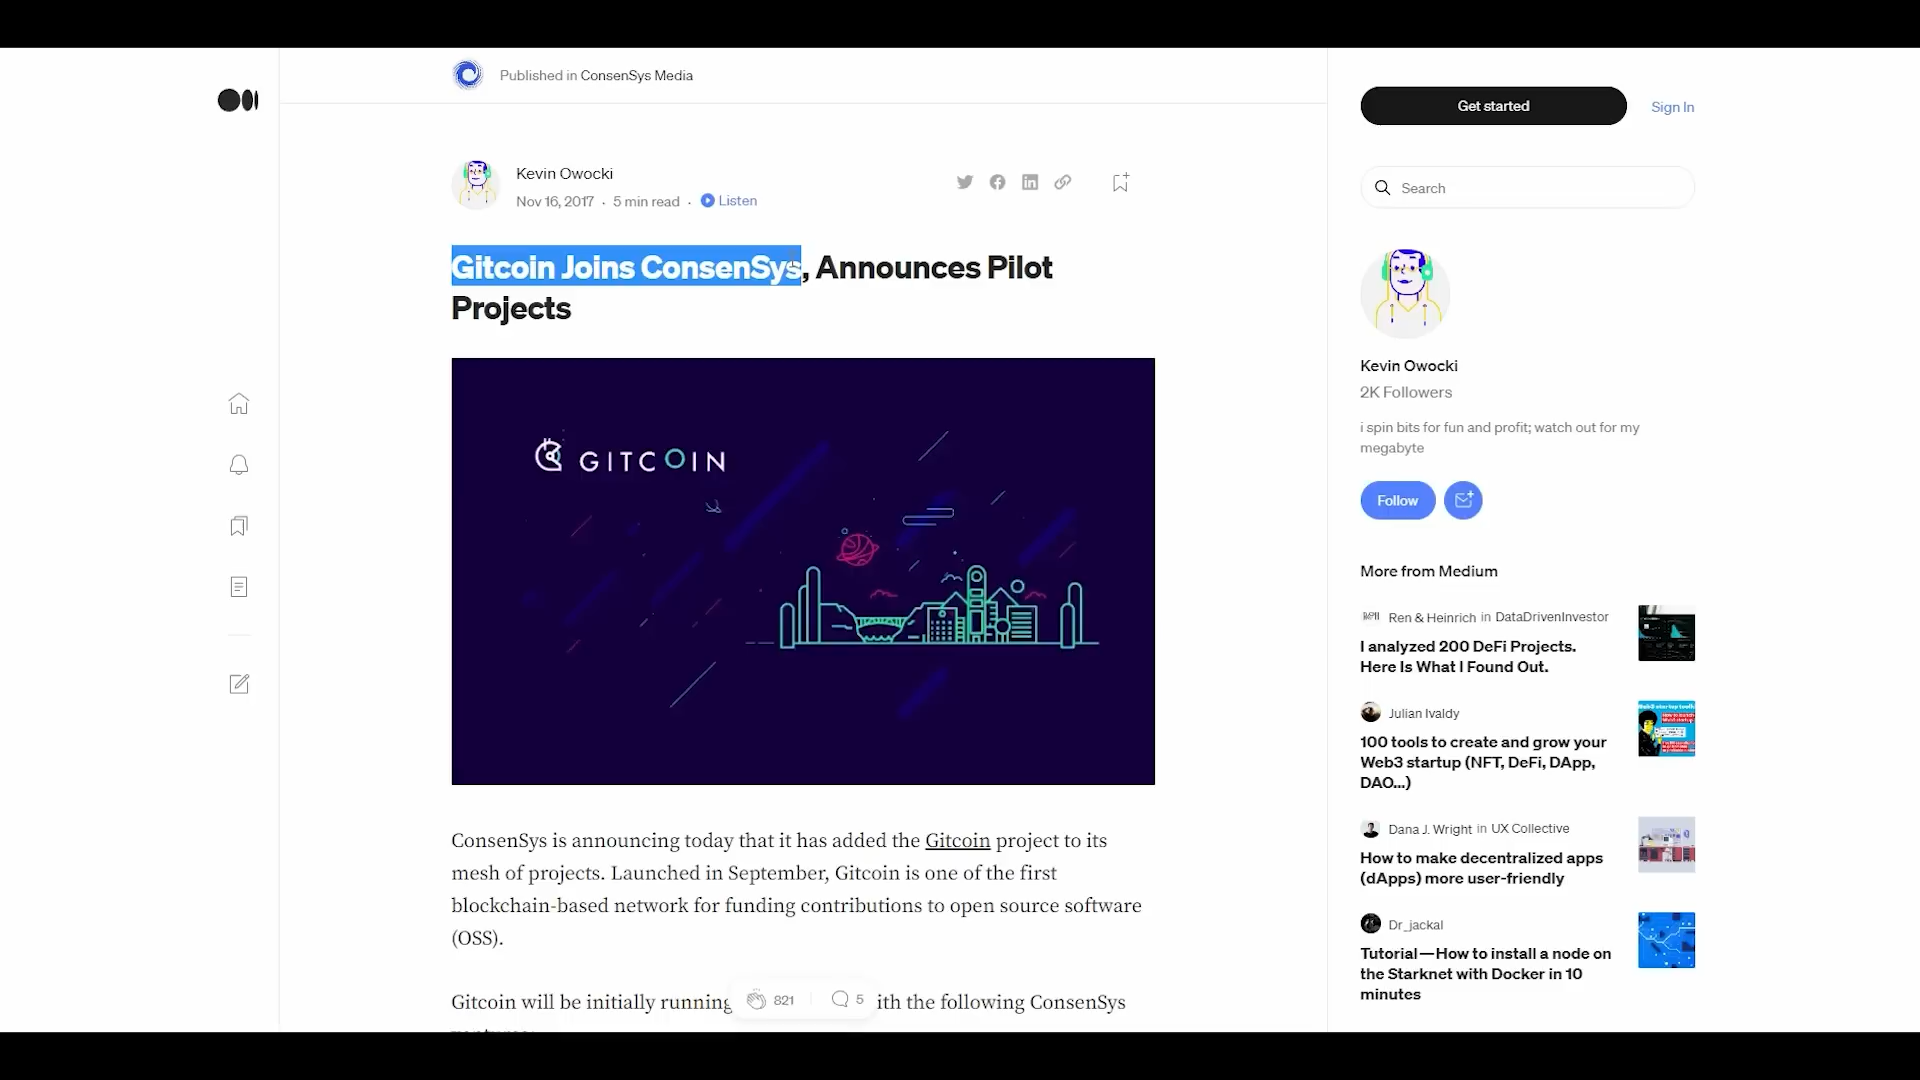 Published in ConsenSys Media
Get started
Sign In
Kevin Owocki
Nov 16, 2017 · 5 min read · Listen
Search
Gitcoin Joins ConsenSys, Announces Pilot
Projects
GITCOIN
Kevin Owocki
2K Followers
i spin bits for fun and profit; watch out for my
megabyte
Follow
More from Medium
Ren & Heinrich in DataDrivenInvestor
I analyzed 200 DeFi Projects.
Here Is What I Found Out.
Julian Ivaldy
100 tools to create and grow your
Web3 startup (NFT, DeFi, DApp,
DAO...)
Dana J. Wright in UX Collective
How to make decentralized apps
(dApps) more user-friendly
Dr_jackal
Tutorial — How to install a node on
the Starknet with Docker in 10
minutes
ConsenSys is announcing today that it has added the Gitcoin project to its
mesh of projects. Launched in September, Gitcoin is one of the first
blockchain-based network for funding contributions to open source software
(OSS).
Gitcoin will be initially running 821 5 ith the following ConsenSys